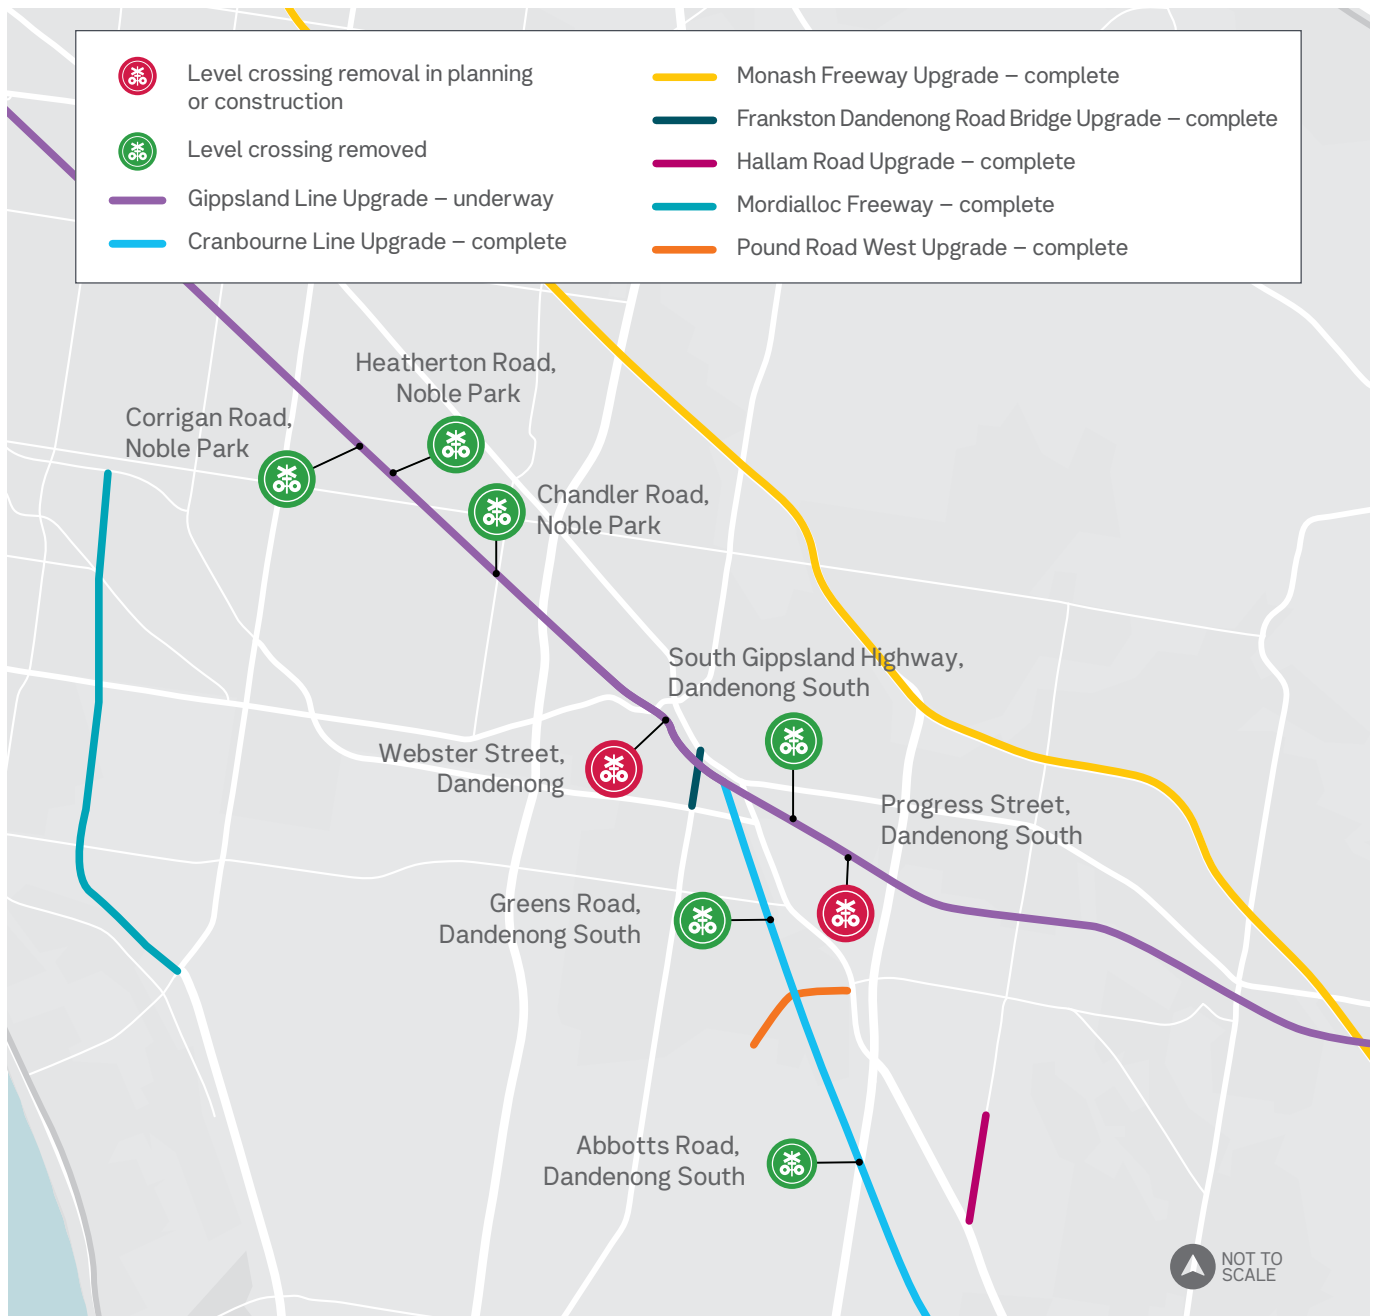 Level crossing removal in planning
or construction
Level crossing removed
Gippsland Line Upgrade – underway
Cranbourne Line Upgrade – complete
Monash Freeway Upgrade – complete
Frankston Dandenong Road Bridge Upgrade – complete
Hallam Road Upgrade – complete
Mordialloc Freeway – complete
Pound Road West Upgrade – complete
Heatherton Road,
Noble Park
Corrigan Road,
Noble Park
Chandler Road,
Noble Park
South Gippsland Highway,
Dandenong South
Webster Street,
Dandenong
Progress Street,
Dandenong South
Greens Road,
Dandenong South
Abbotts Road,
Dandenong South
NOT TO
SCALE